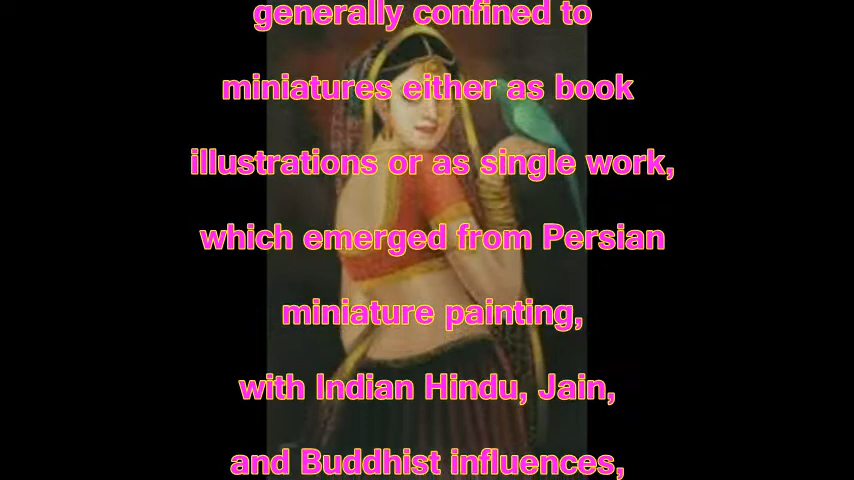 generally confined to
miniatures either as book
illustrations or as single work,
which emerged from Persian
miniature painting,
with Indian Hindu, Jain,
and Buddhist influences,